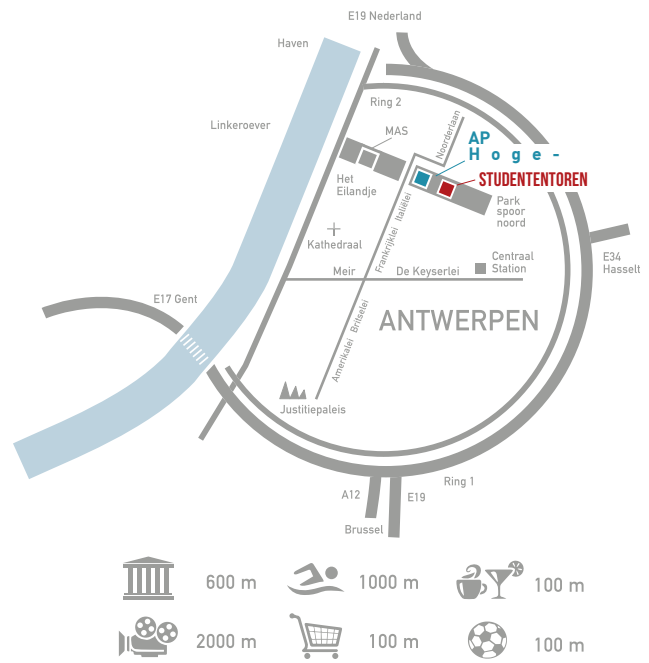 E19 Nederland
Haven
Ring 2
Linkeroever
MAS
Noorderlaan
AP
Hoge-
STUDENTENTOREN
Het
Eilandje
Park
spoor
noord
Italiëlei
Kathedraal
Frankrijklei
Centraal
Station
E34
Hasselt
Meir
De Keyserlei
E17 Gent
ANTWERPEN
Britselei
Amerikalei
Justitiepaleis
Ring 1
A12
E19
Brussel
600 m
1000 m
100 m
2000 m
100 m
100 m